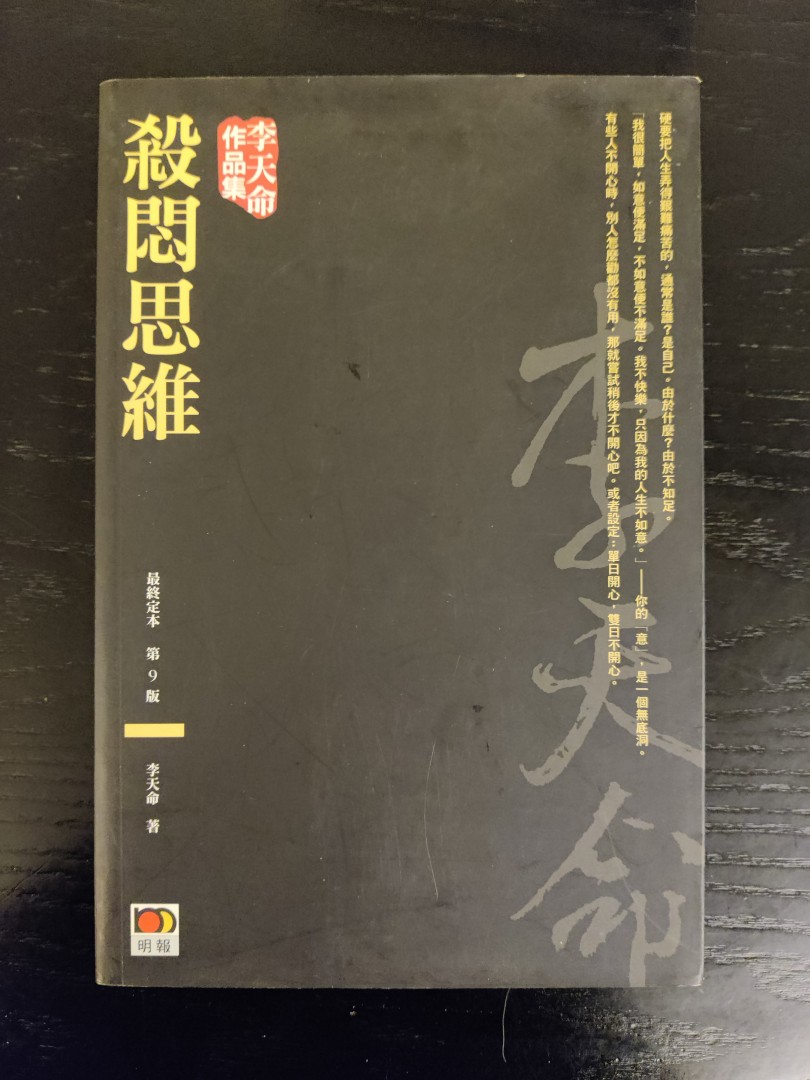 硬要把人生弄得艱難痛苦的，通常是誰？是自己。由於什麼？由於不知足。
「我很簡單，如意便滿足，不如意便不滿足。我不快樂，只因為我的人生不如意。」——你的「意」，是一個無底洞。
有些人不開心時，別人怎麼勸都沒有用，那就嘗試稍後才不開心吧。或者設定：單日開心，雙日不開心。
李天命
李天命
作品集
殺悶思維
最終定本 第9版
李天命 著
明報